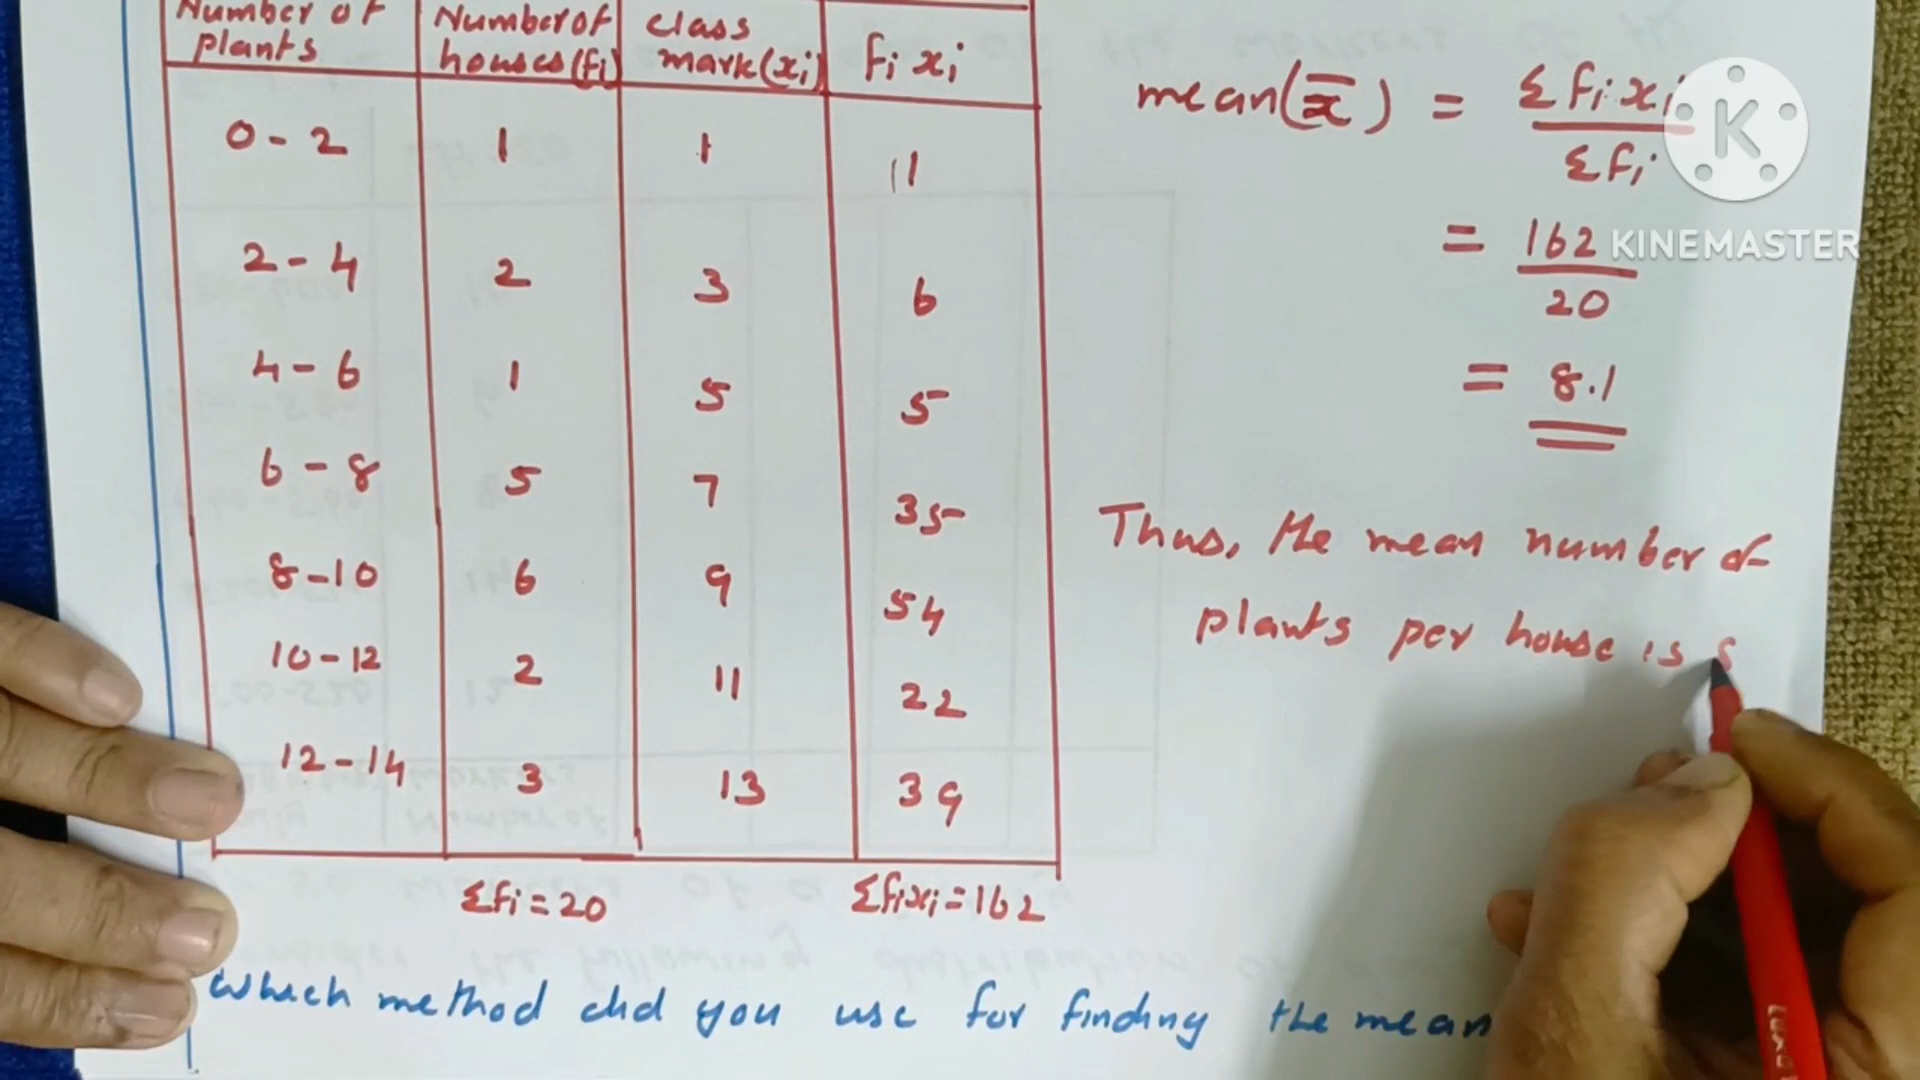 Number of plants | Number of houses (fi) | class mark (xi) | fi xi
0 - 2 | 1 | 1 | 11
2 - 4 | 2 | 3 | 6
4 - 6 | 1 | 5 | 5
6 - 8 | 5 | 7 | 35
8 - 10 | 6 | 9 | 54
10 - 12 | 2 | 11 | 22
12 - 14 | 3 | 13 | 39
Σfi = 20 | Σfixi = 162
mean(x̅) = Σfixi / Σfi
= 162 / 20
= 8.1
Thus, the mean number of
plants per house is
which method did you use for finding the mean
K
KINEMASTER